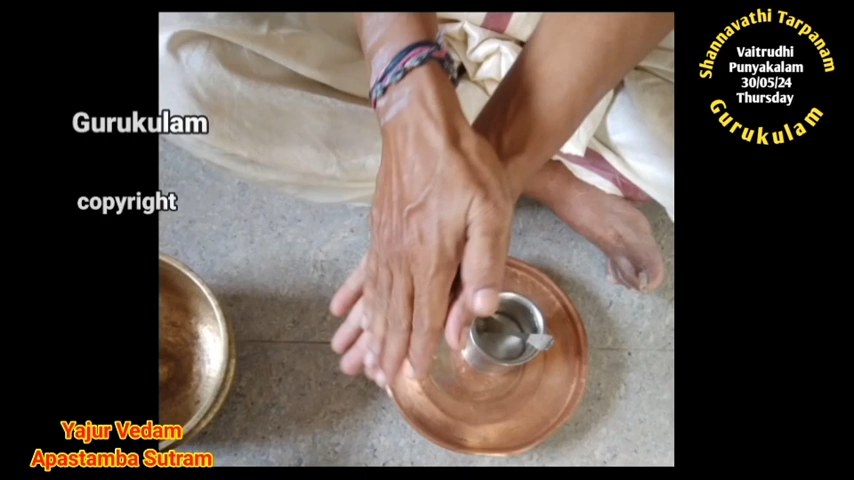 Gurukulam
copyright
Shannavathi Tarpanam
Vaitrudhi
Punyakalam
30/05/24
Thursday
Gurukulam
Yajur Vedam
Apastamba Sutram